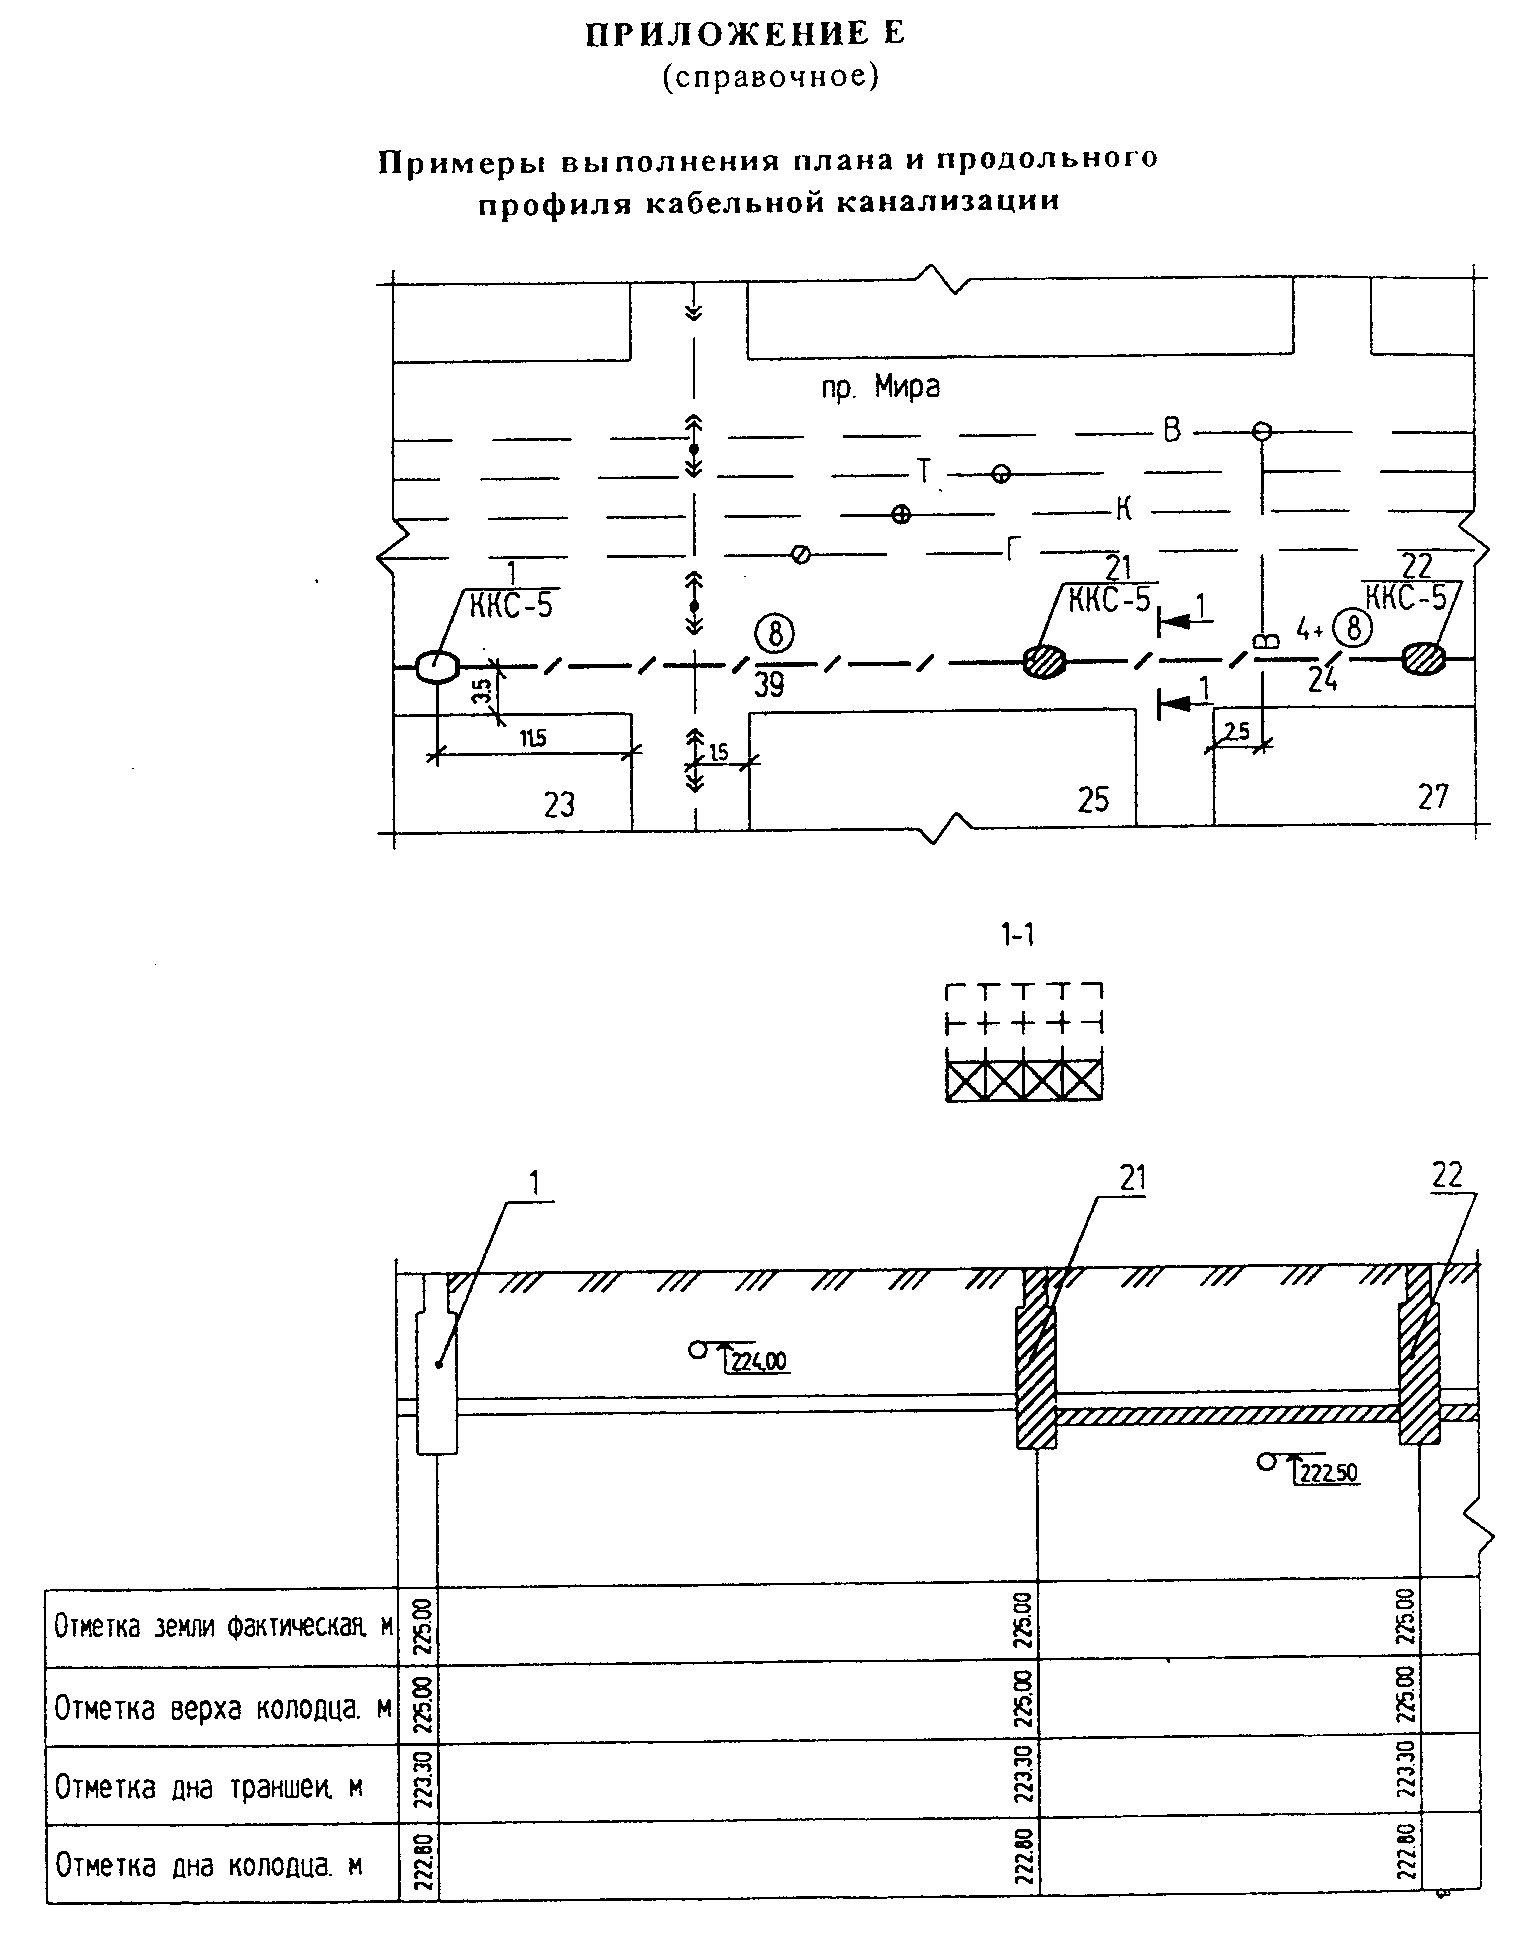 ПРИЛОЖЕНИЕ Е
(справочное)
Примеры выполнения плана и продольного
профиля кабельной канализации
пр. Мира
В
Т
К
Г
1
ККС-5
21
ККС-5
22
ККС-5
8
1
4+ 8
В
39
24
3.5
1
11.5
1.5
2.5
23
25
27
1-1
1
21
22
224.00
222.50
Отметка земли фактическая, м 225.00 225.00 225.00
Отметка верха колодца, м 225.00 225.00 225.00
Отметка дна траншеи, м 223.30 223.30 223.30
Отметка дна колодца, м 222.80 222.80 222.80